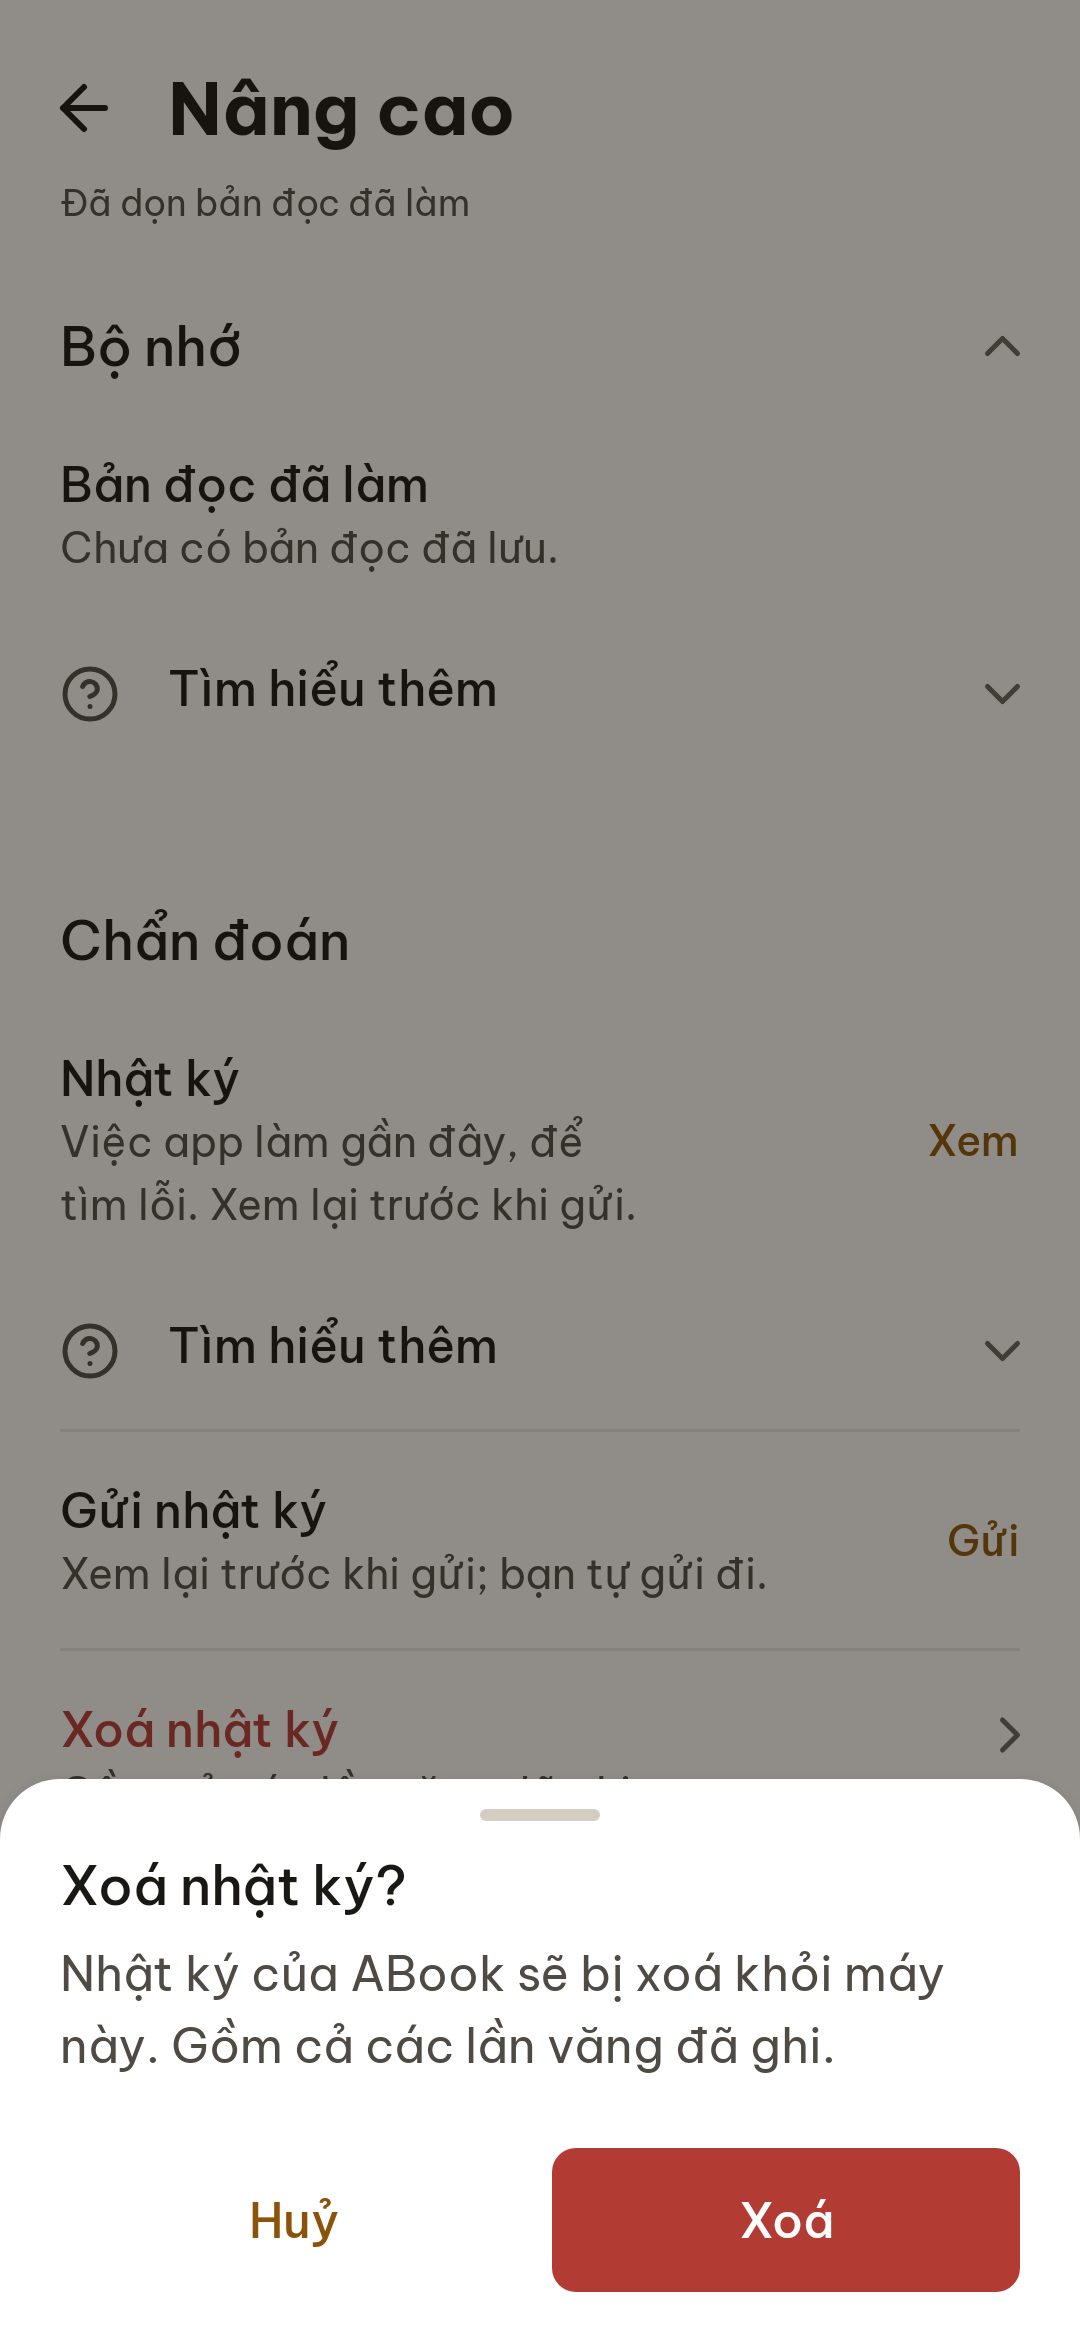 Nâng cao
Đã dọn bản đọc đã làm
Bộ nhớ
Bản đọc đã làm
Chưa có bản đọc đã lưu.
Tìm hiểu thêm
Chẩn đoán
Nhật ký
Việc app làm gần đây, để
tìm lỗi. Xem lại trước khi gửi.
Xem
Tìm hiểu thêm
Gửi nhật ký
Xem lại trước khi gửi; bạn tự gửi đi.
Gửi
Xoá nhật ký
Xoá nhật ký?
Nhật ký của ABook sẽ bị xoá khỏi máy
này. Gồm cả các lần văng đã ghi.
Huỷ
Xoá